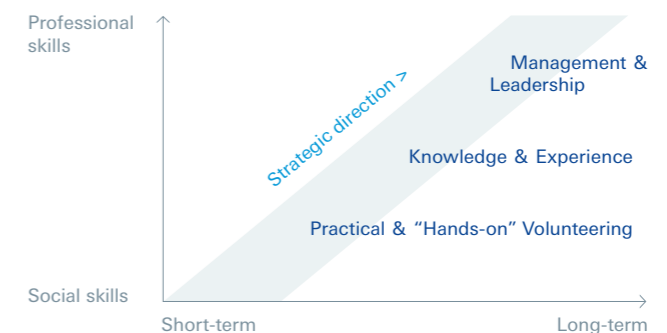 Professional
skills
Management &
Leadership
Strategic direction >
Knowledge & Experience
Practical & “Hands-on” Volunteering
Social skills
Short-term
Long-term